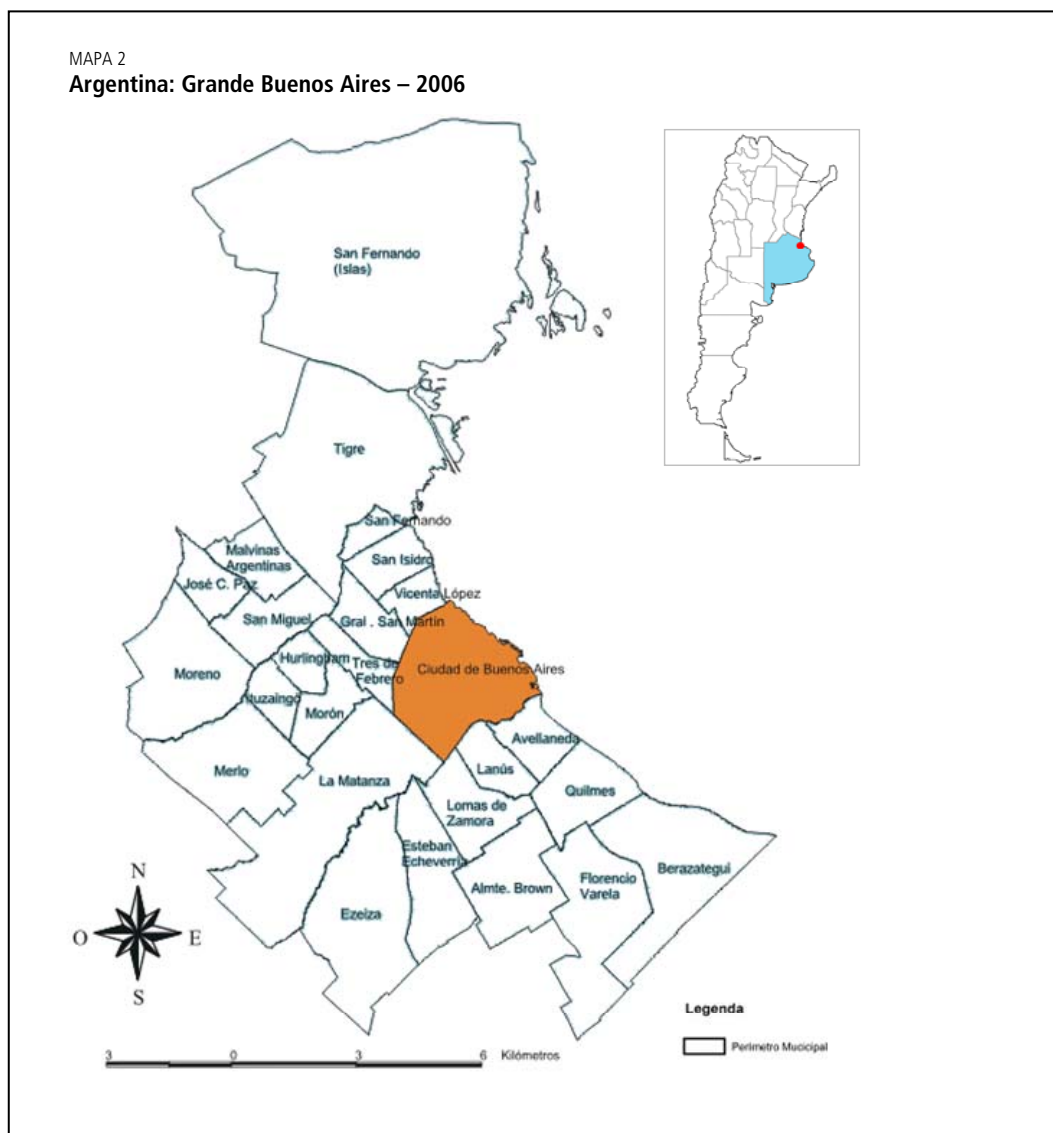 MAPA 2
Argentina: Grande Buenos Aires – 2006
San Fernando
(Islas)
Tigre
San Fernando
San Isidro
Malvinas
Argentinas
José C. Paz
Vicenta López
San Miguel
Gral . San Martín
Hurlingtham
Tres de
Febrero
Ciudad de Buenos Aires
Moreno
Ituzaingó
Morón
Avellaneda
Merlo
La Matanza
Lanús
Quilmes
Lomas de
Zamora
Esteban
Echeverría
Berazategui
Almte. Brown
Florencio
Varela
Ezeiza
N
O
E
S
Legenda
Perimetro Mucicipal
3
0
3
6
Kilómetros